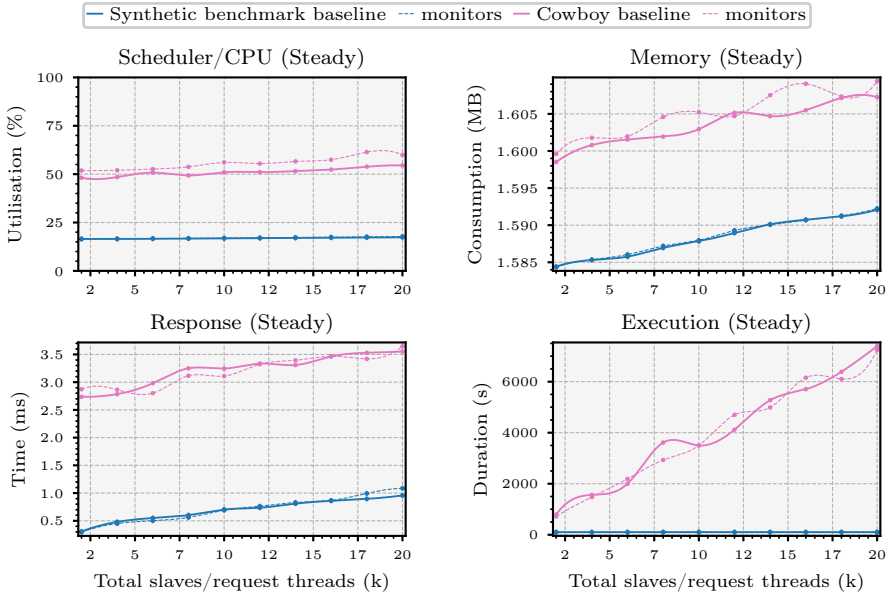 Synthetic benchmark baseline monitors Cowboy baseline monitors
Scheduler/CPU (Steady)
Utilisation (%)
100
75
50
25
0
2 5 7 10 12 15 17 20
Memory (Steady)
Consumption (MB)
1.605
1.600
1.595
1.590
1.585
2 5 7 10 12 15 17 20
Response (Steady)
Time (ms)
3.5
3.0
2.5
2.0
1.5
1.0
0.5
2 5 7 10 12 15 17 20
Total slaves/request threads (k)
Execution (Steady)
Duration (s)
6000
4000
2000
0
2 5 7 10 12 15 17 20
Total slaves/request threads (k)